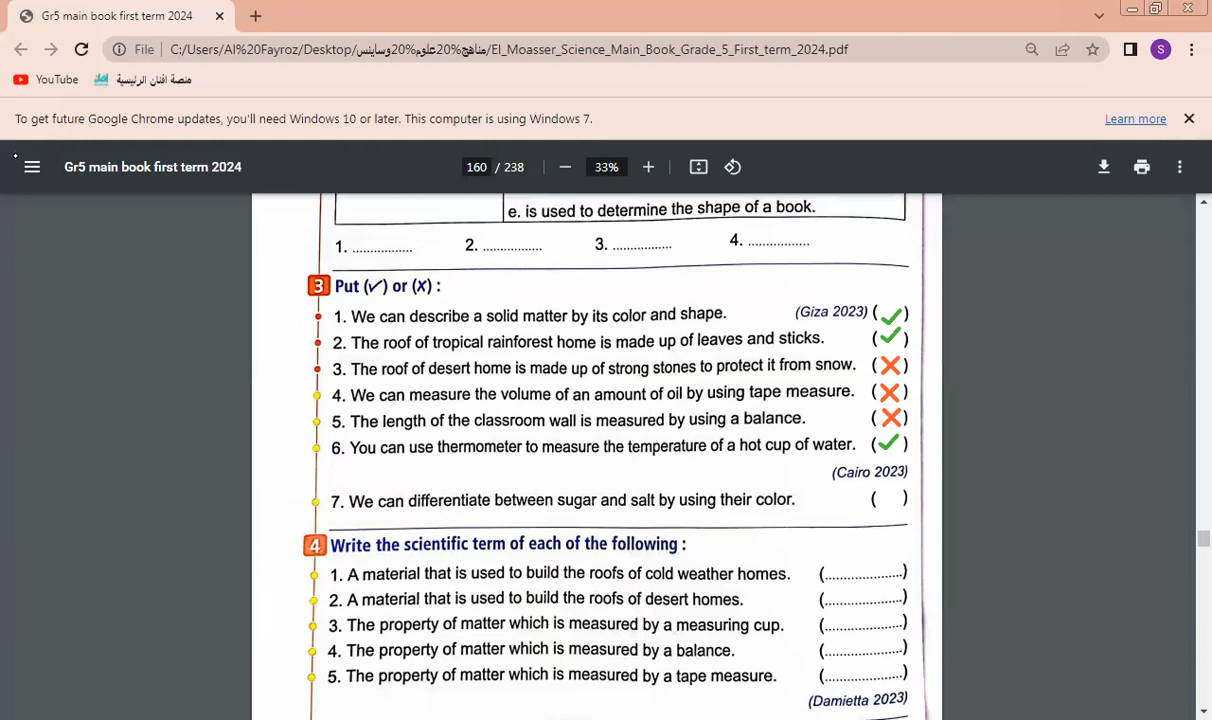 Gr5 main book first term 2024
File C:/Users/Al%20Fayroz/Desktop/مناهج%20علوم%20وساينس/El_Moasser_Science_Main_Book_Grade_5_First_term_2024.pdf
S
YouTube منصة افنان الرئيسية
To get future Google Chrome updates, you'll need Windows 10 or later. This computer is using Windows 7. Learn more
Gr5 main book first term 2024 160 / 238 33%
e. is used to determine the shape of a book.
1. ............... 2. ............... 3. ............... 4. ...............
3 Put (✓) or (X) :
1. We can describe a solid matter by its color and shape. (Giza 2023) (✓)
2. The roof of tropical rainforest home is made up of leaves and sticks. (✓)
3. The roof of desert home is made up of strong stones to protect it from snow. (X)
4. We can measure the volume of an amount of oil by using tape measure. (X)
5. The length of the classroom wall is measured by using a balance. (X)
6. You can use thermometer to measure the temperature of a hot cup of water. (✓)
(Cairo 2023)
7. We can differentiate between sugar and salt by using their color. ( )
4 Write the scientific term of each of the following :
1. A material that is used to build the roofs of cold weather homes. (....................)
2. A material that is used to build the roofs of desert homes. (....................)
3. The property of matter which is measured by a measuring cup. (....................)
4. The property of matter which is measured by a balance. (....................)
5. The property of matter which is measured by a tape measure. (....................)
(Damietta 2023)